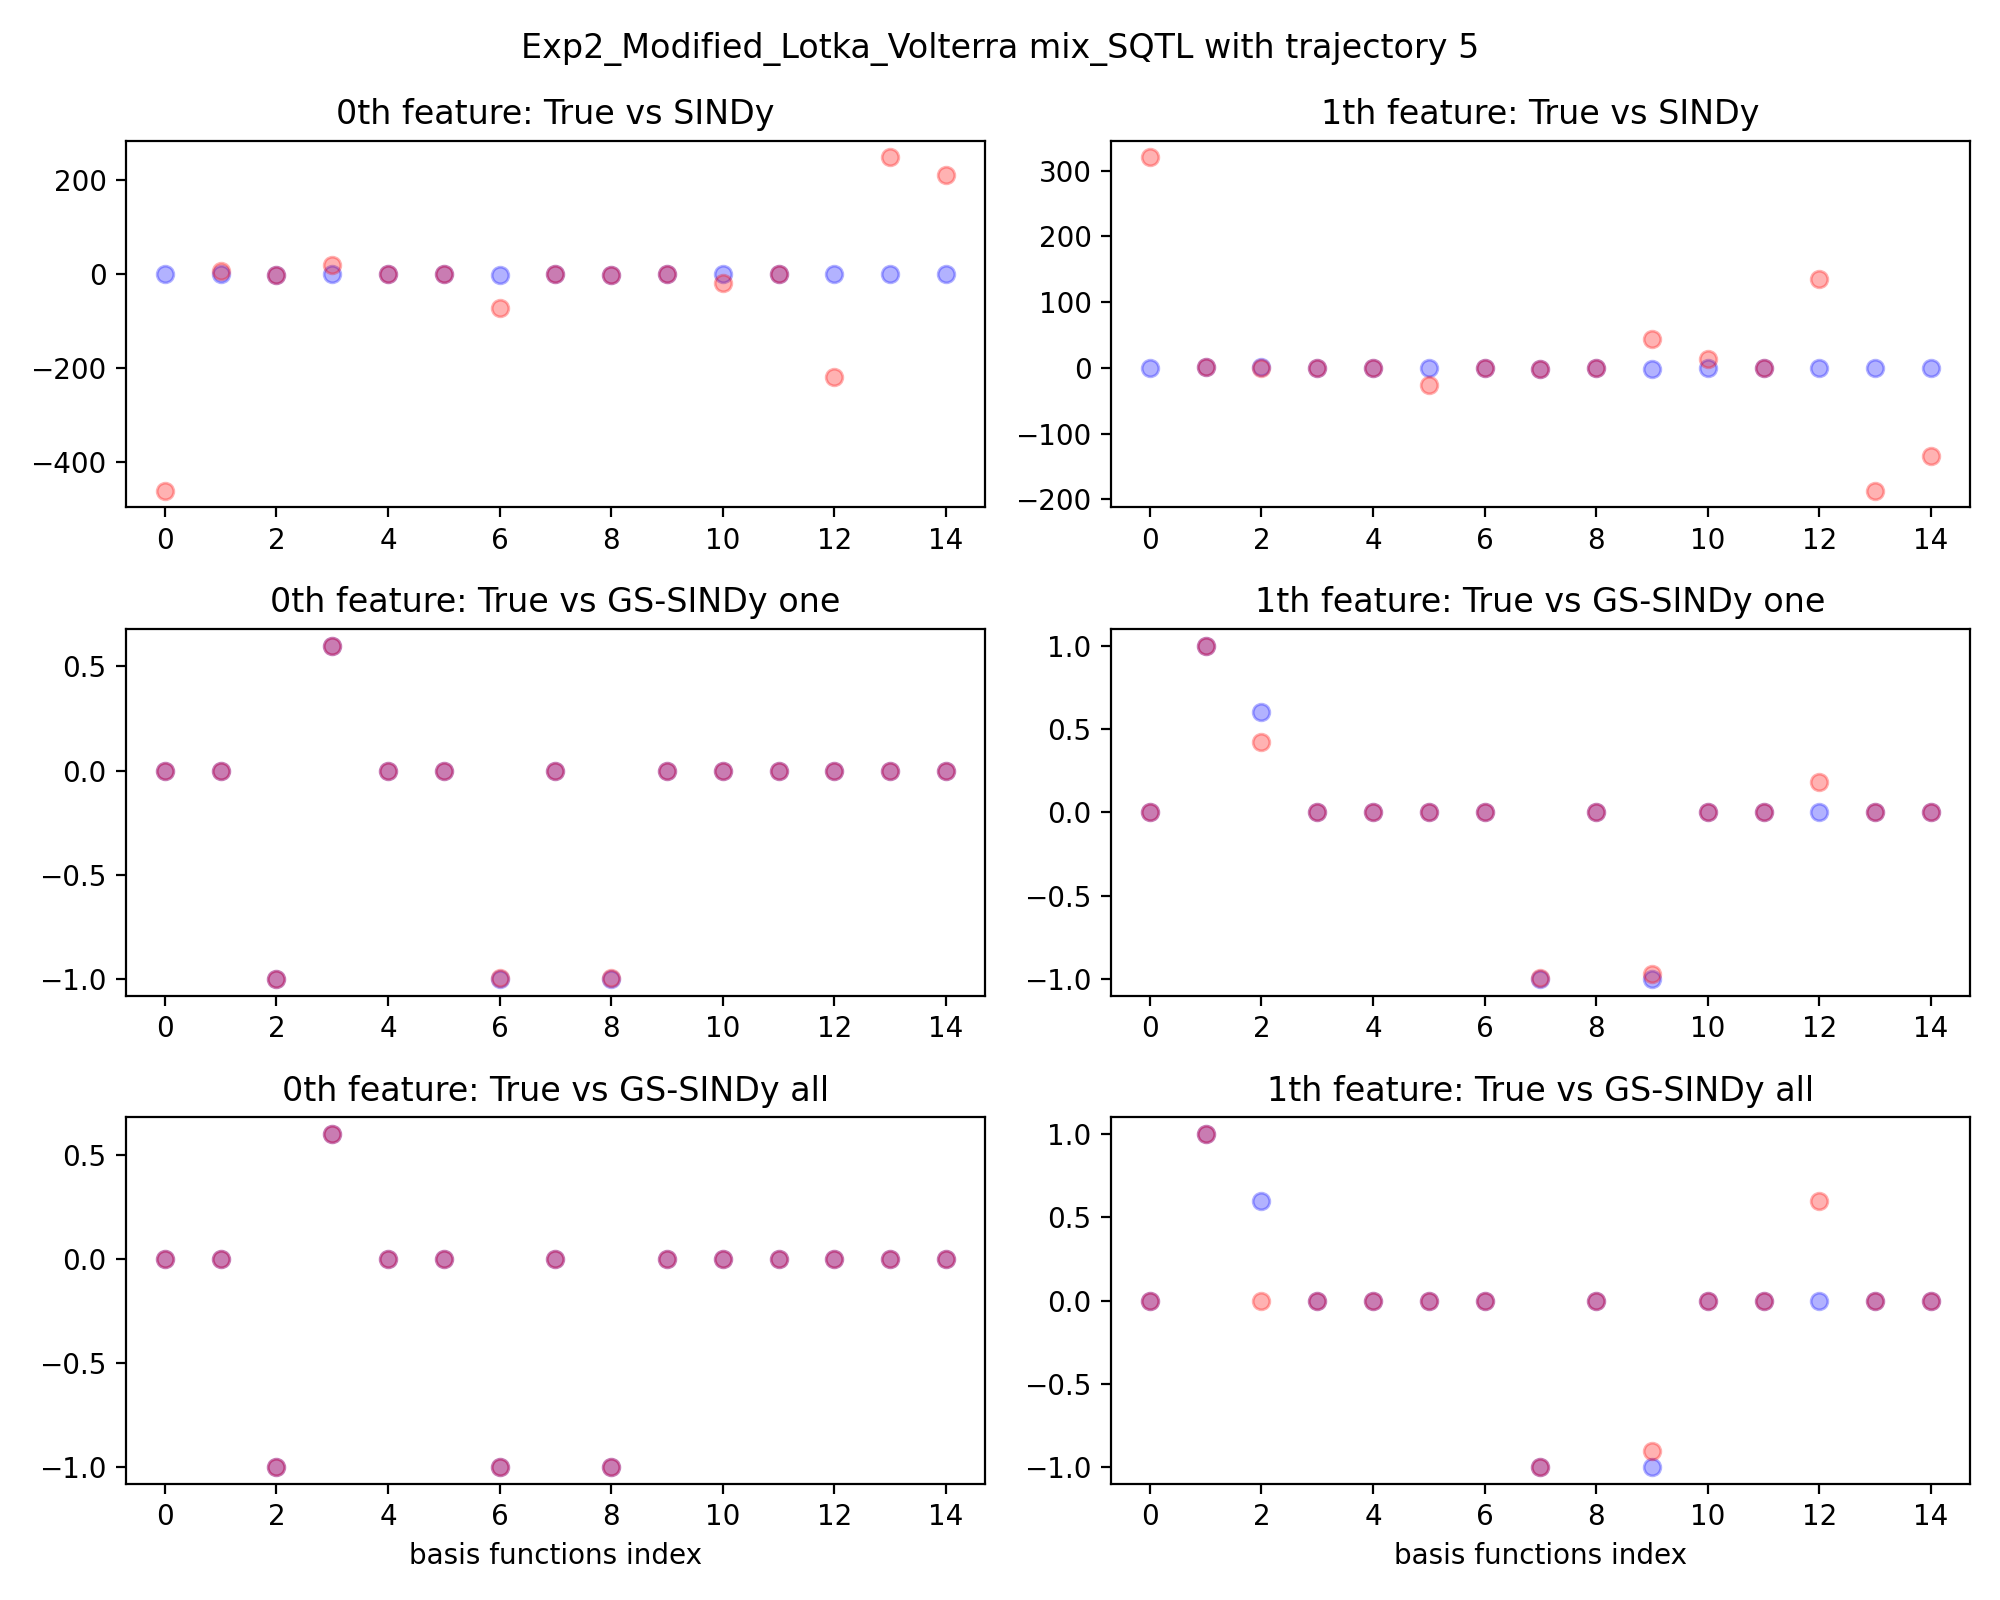 Exp2_Modified_Lotka_Volterra mix_SQTL with trajectory 5
0th feature: True vs SINDy
200
0
−200
−400
0 2 4 6 8 10 12 14
1th feature: True vs SINDy
300
200
100
0
−100
−200
0 2 4 6 8 10 12 14
0th feature: True vs GS-SINDy one
0.5
0.0
−0.5
−1.0
0 2 4 6 8 10 12 14
1th feature: True vs GS-SINDy one
1.0
0.5
0.0
−0.5
−1.0
0 2 4 6 8 10 12 14
0th feature: True vs GS-SINDy all
0.5
0.0
−0.5
−1.0
0 2 4 6 8 10 12 14
basis functions index
1th feature: True vs GS-SINDy all
1.0
0.5
0.0
−0.5
−1.0
0 2 4 6 8 10 12 14
basis functions index